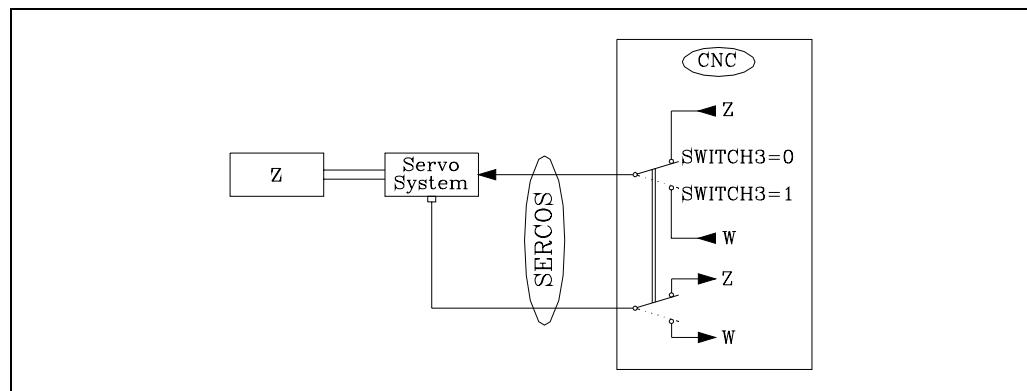 CNC
Z
SWITCH3=0
Z
Servo
System
SWITCH3=1
SERCOS
W
Z
W